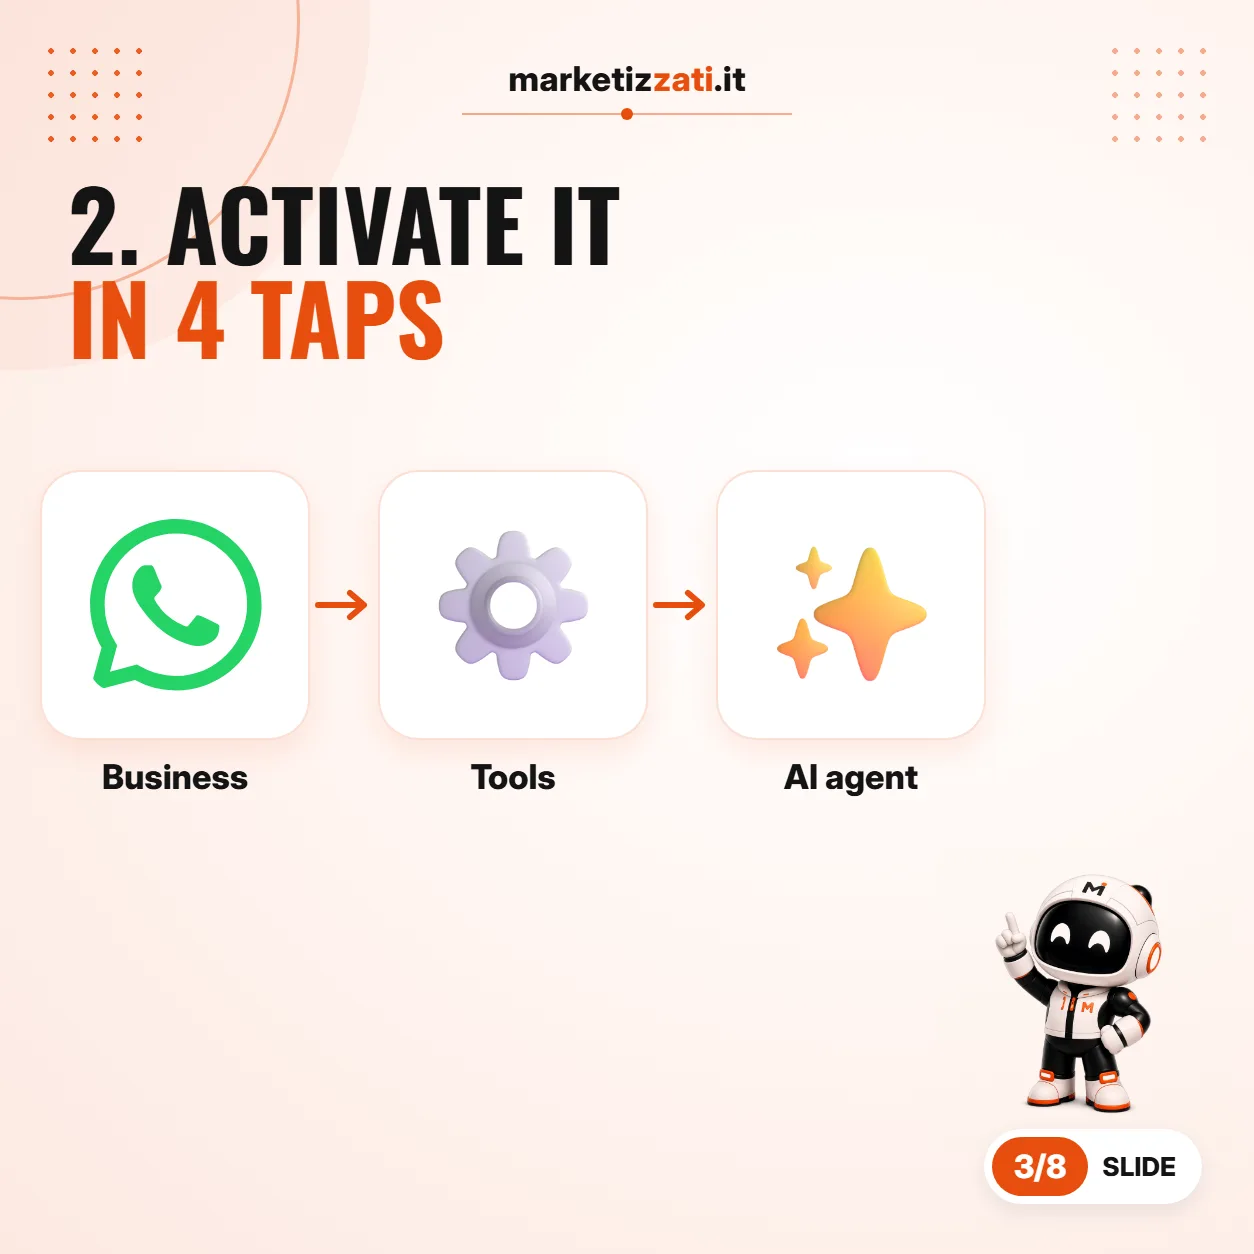 marketizzati.it
2. ACTIVATE IT
IN 4 TAPS
Business
Tools
AI agent
M
M
3/8 SLIDE